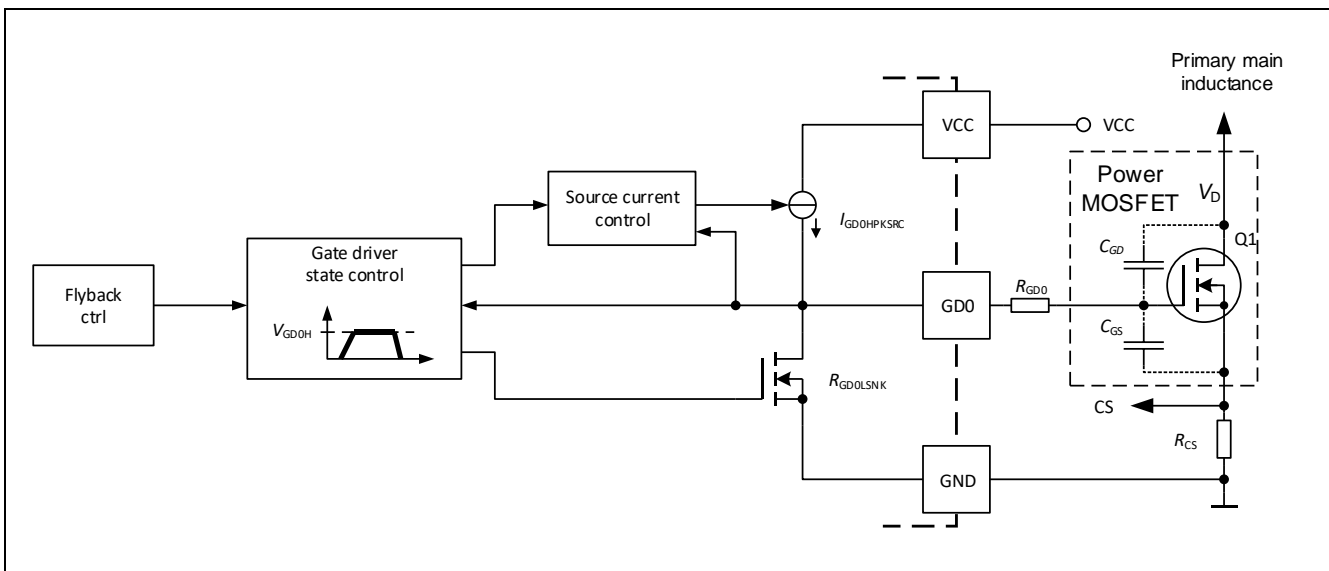 Primary main
inductance
VCC
VCC
Power
MOSFET
VD
Source current
control
IGD0HPKSRC
Q1
CGD
Gate driver
state control
Flyback
ctrl
VGD0H
GD0
RGD0
CGS
RGD0LSNK
CS
RCS
GND